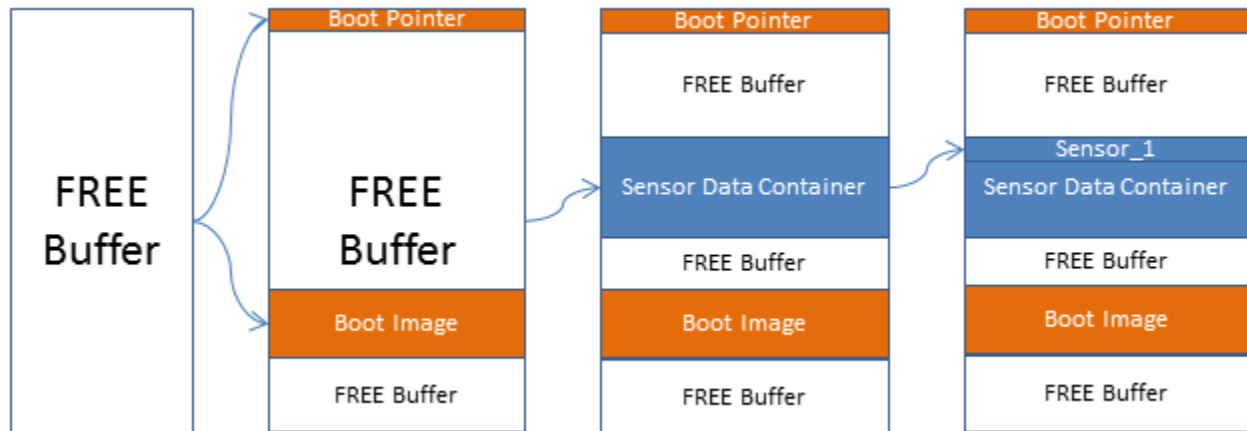 FREE
Buffer
Boot Pointer
FREE
Buffer
Boot Image
FREE Buffer
Boot Pointer
FREE Buffer
Sensor Data Container
FREE Buffer
Boot Image
FREE Buffer
Boot Pointer
FREE Buffer
Sensor_1
Sensor Data Container
FREE Buffer
Boot Image
FREE Buffer